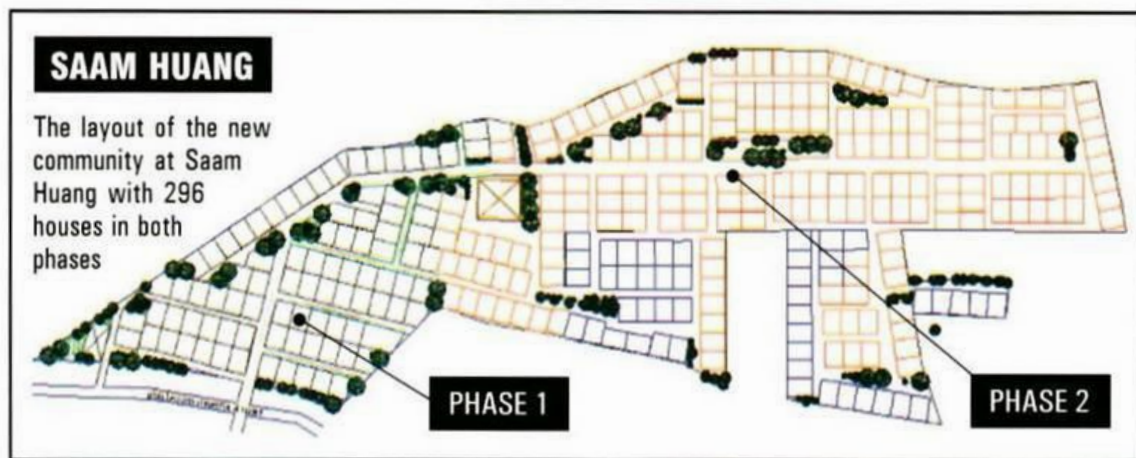 SAAM HUANG
The layout of the new
community at Saam
Huang with 296
houses in both
phases
PHASE 1
PHASE 2